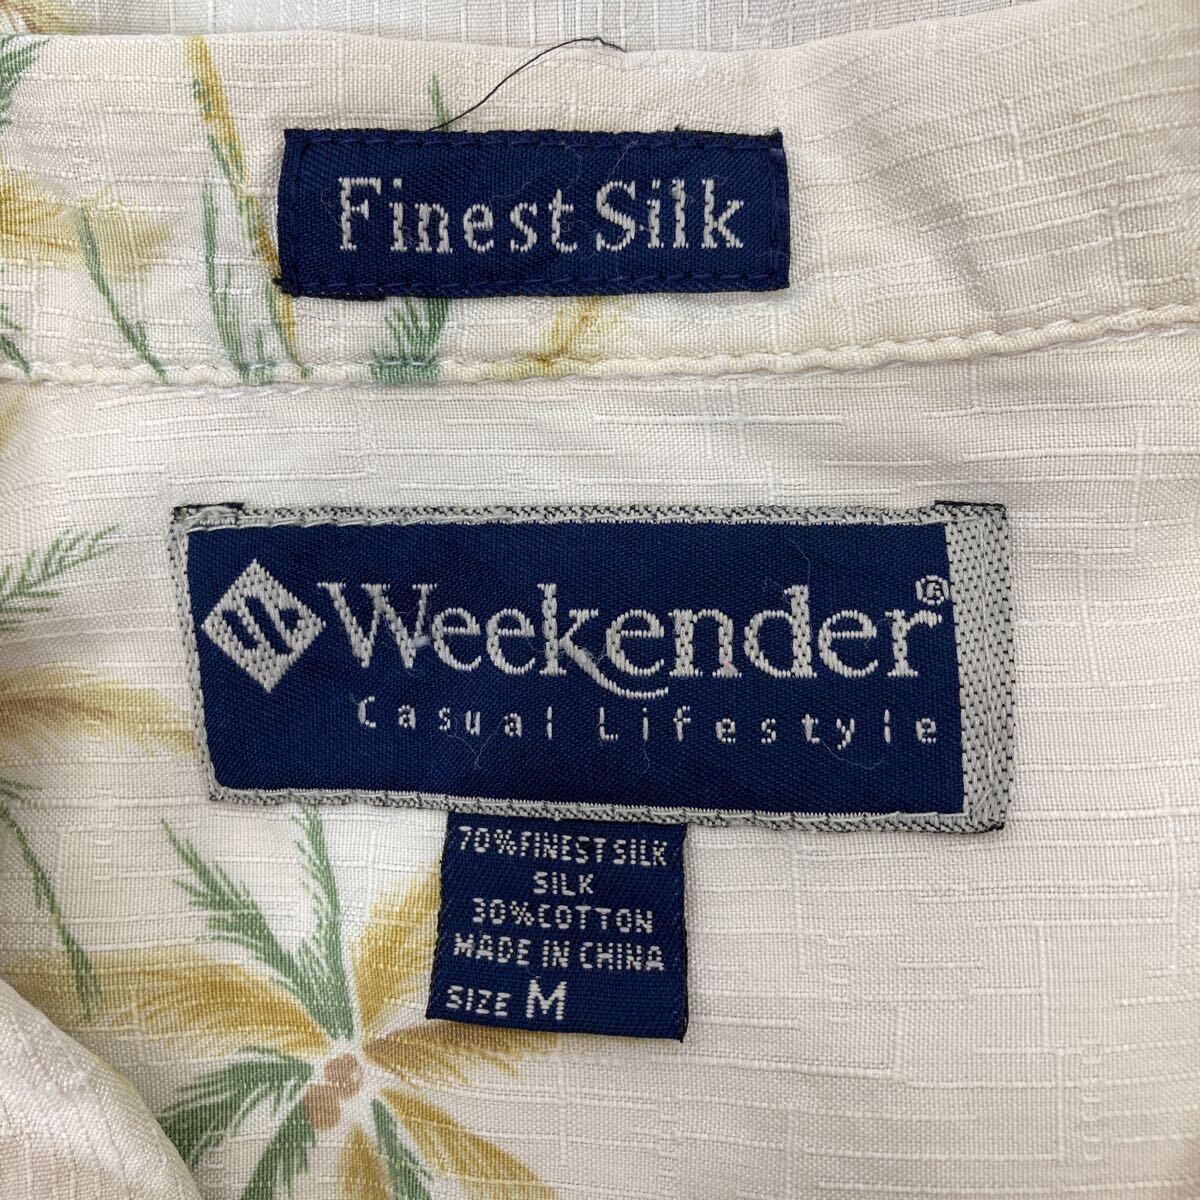 Finest Silk
Weekender®
Casual Lifestyle
70% FINEST SILK
SILK
30% COTTON
MADE IN CHINA
SIZE M